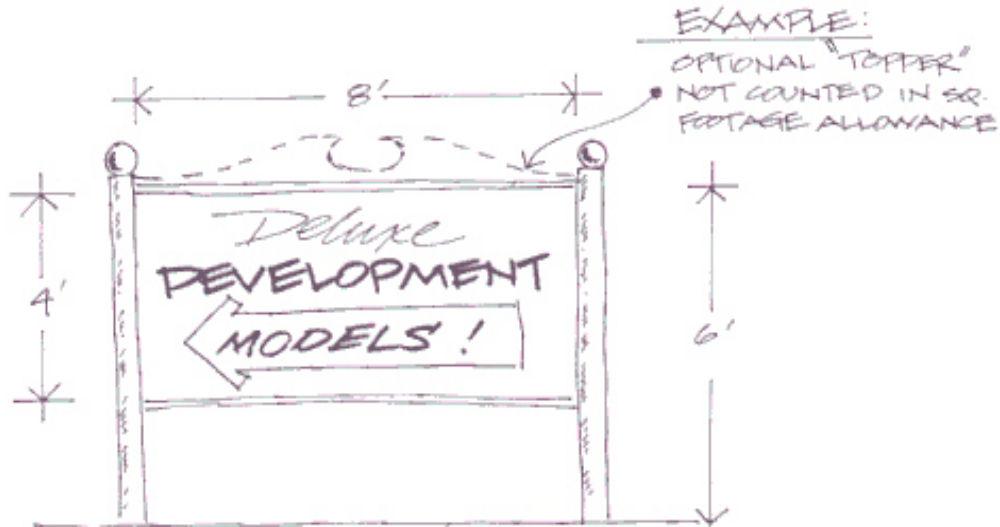 EXAMPLE:
OPTIONAL "TOPPER"
NOT COUNTED IN SQ.
FOOTAGE ALLOWANCE
8'
4'
6'
Deluxe
DEVELOPMENT
MODELS !